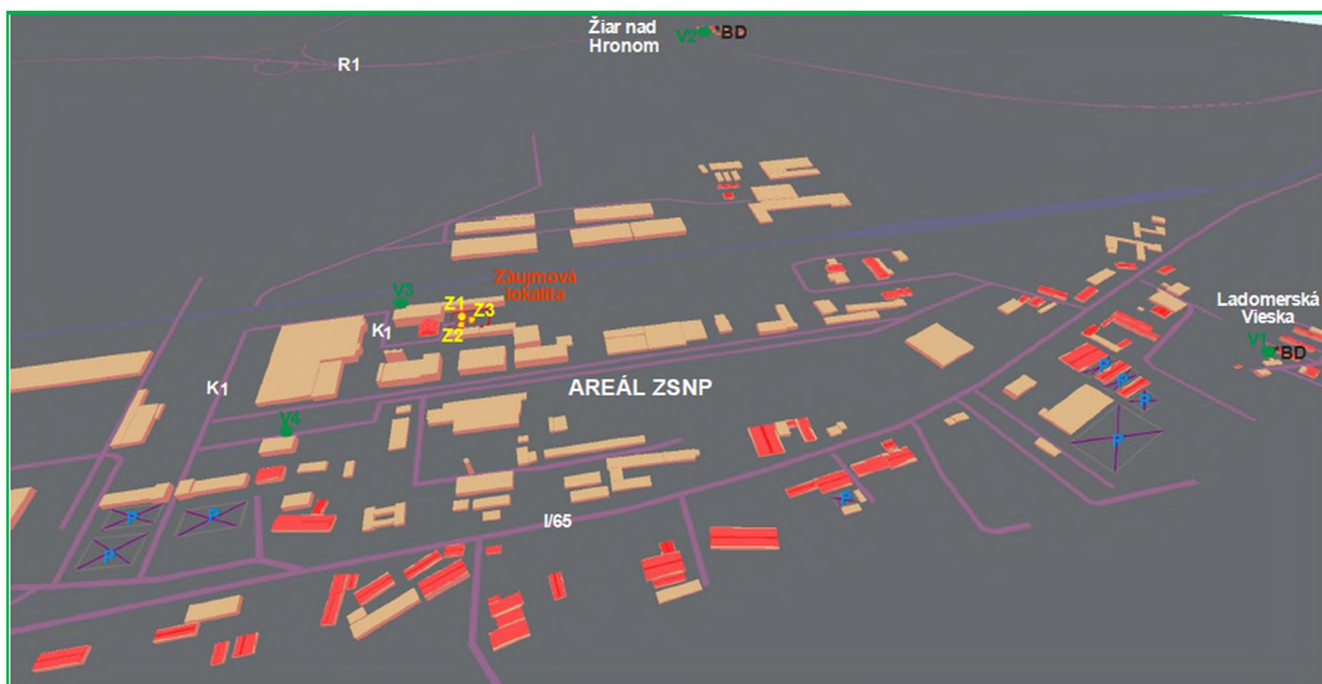 Žiar nad
Hronom
V2
BD
R1
Záujmová
lokalita
V3
Z1
Z3
Z2
K1
Ladomerská
Vieska
V1
BD
K1
AREÁL ZSNP
V4
P
P
P
P
P
P
P
P
I/65